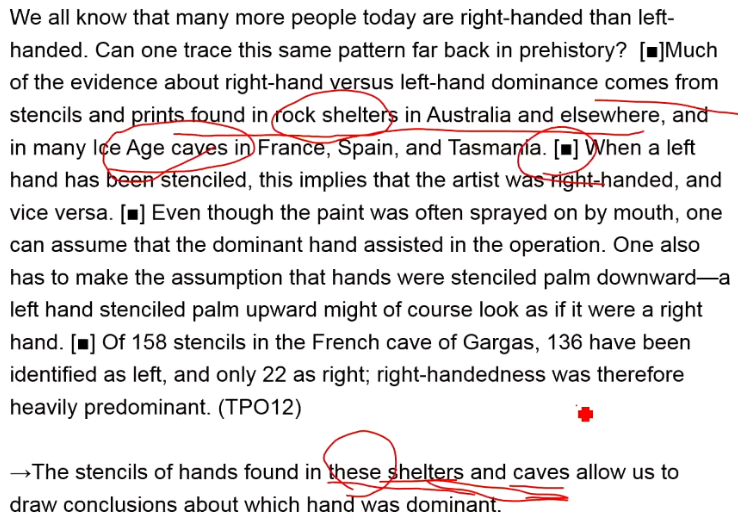 We all know that many more people today are right-handed than left-
handed. Can one trace this same pattern far back in prehistory?  [■]Much
of the evidence about right-hand versus left-hand dominance comes from
stencils and prints found in rock shelters in Australia and elsewhere, and
in many Ice Age caves in France, Spain, and Tasmania. [■] When a left
hand has been stenciled, this implies that the artist was right-handed, and
vice versa. [■] Even though the paint was often sprayed on by mouth, one
can assume that the dominant hand assisted in the operation. One also
has to make the assumption that hands were stenciled palm downward—a
left hand stenciled palm upward might of course look as if it were a right
hand. [■] Of 158 stencils in the French cave of Gargas, 136 have been
identified as left, and only 22 as right; right-handedness was therefore
heavily predominant. (TPO12)
→The stencils of hands found in these shelters and caves allow us to
draw conclusions about which hand was dominant.